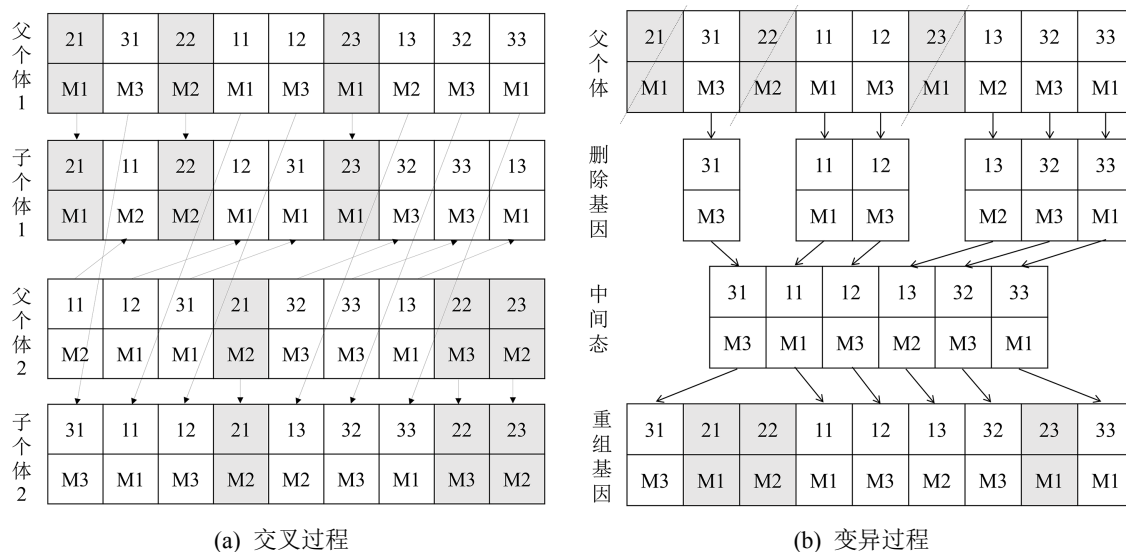 父个体1
21 31 22 11 12 23 13 32 33
M1 M3 M2 M1 M3 M1 M2 M3 M1
子个体1
21 11 22 12 31 23 32 33 13
M1 M2 M2 M1 M1 M1 M3 M3 M1
父个体2
11 12 31 21 32 33 13 22 23
M2 M1 M1 M2 M3 M3 M1 M3 M2
子个体2
31 11 12 21 13 32 33 22 23
M3 M1 M3 M2 M2 M3 M1 M3 M2
(a) 交叉过程
父个体
21 31 22 11 12 23 13 32 33
M1 M3 M2 M1 M3 M1 M2 M3 M1
删除基因
31 11 12 13 32 33
M3 M1 M3 M2 M3 M1
中间态
31 11 12 13 32 33
M3 M1 M3 M2 M3 M1
重组基因
31 21 22 11 12 13 32 23 33
M3 M1 M2 M1 M3 M2 M3 M1 M1
(b) 变异过程